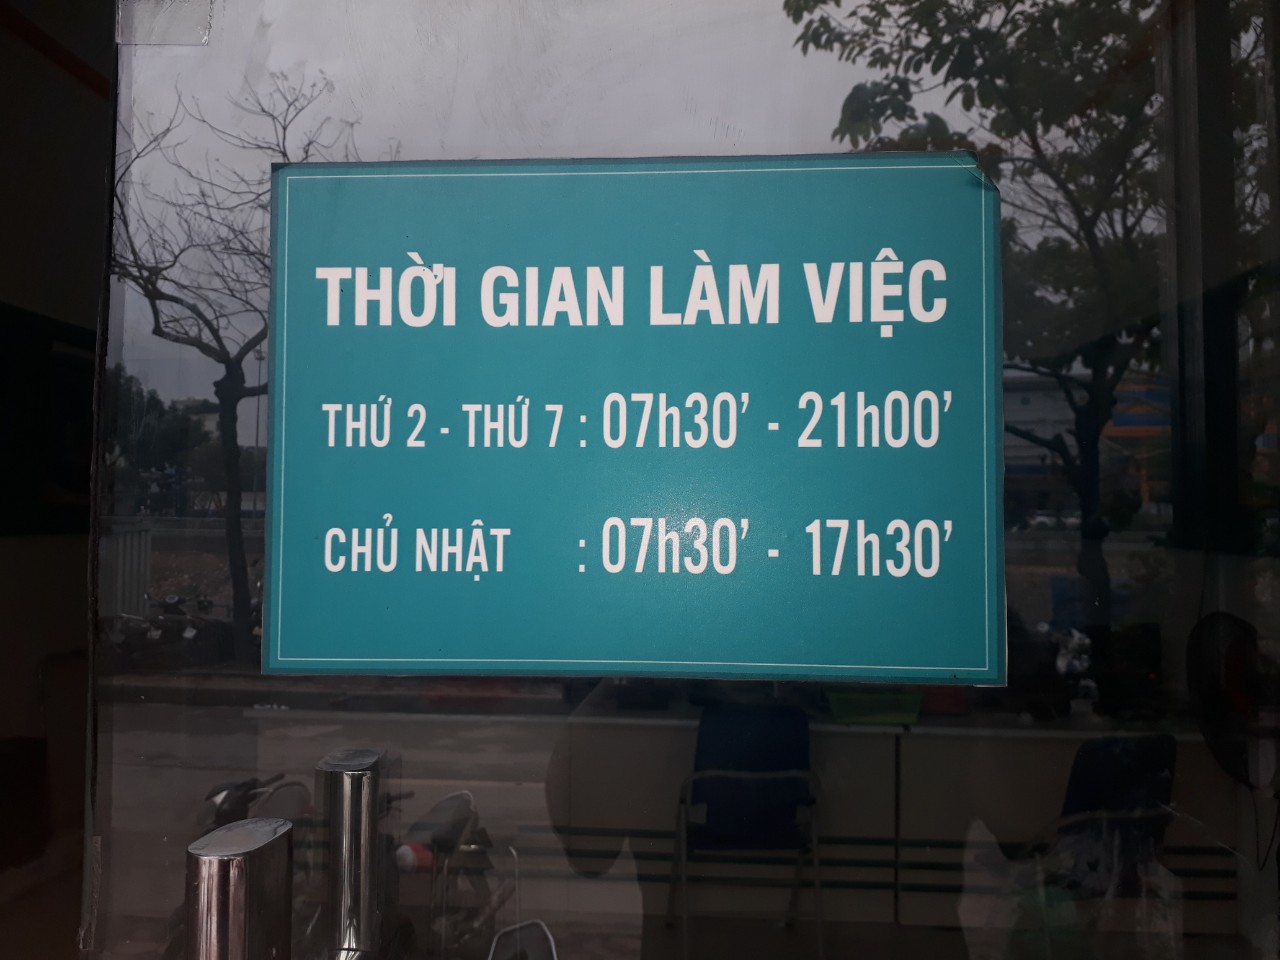 THỜI GIAN LÀM VIỆC
THỨ 2 - THỨ 7 : 07h30' - 21h00'
CHỦ NHẬT : 07h30' - 17h30'